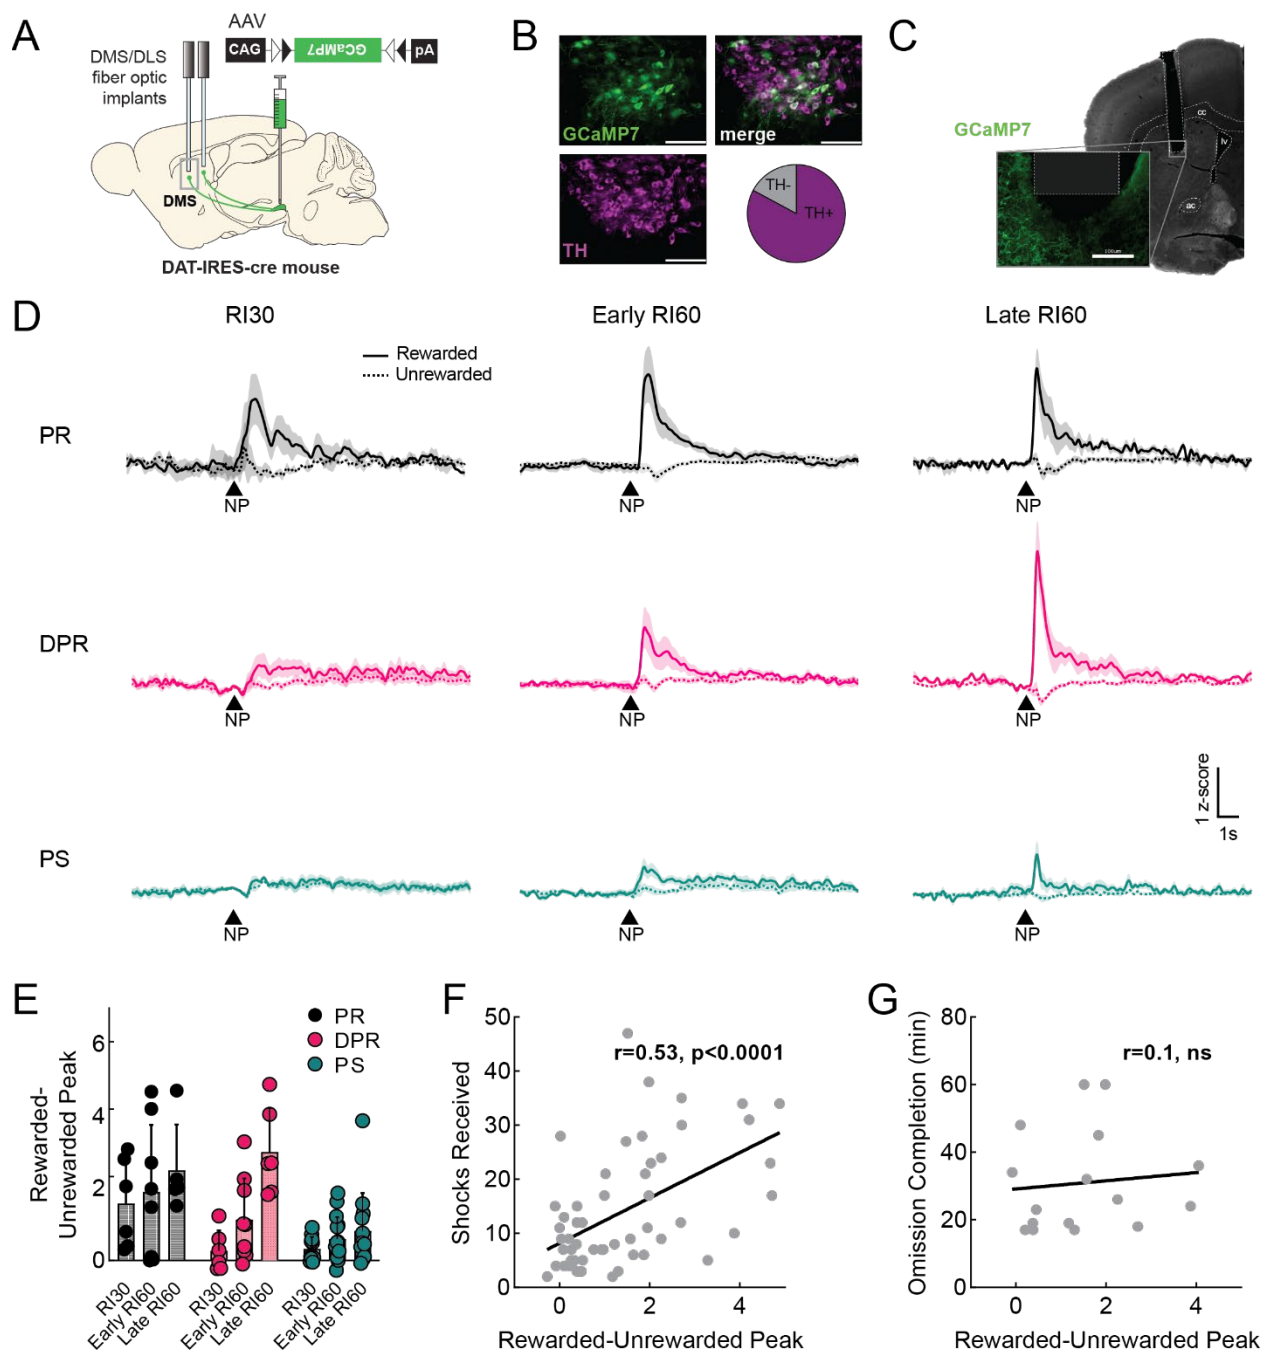 A
AAV
CAG
GCaMP7
pA
DMS/DLS
fiber optic
implants
DMS
DAT-IRES-cre mouse
B
GCaMP7
merge
TH
TH-
TH+
C
GCaMP7
cc
lv
ac
100um
D
RI30
Early RI60
Late RI60
Rewarded
Unrewarded
PR
NP
NP
NP
DPR
NP
NP
NP
PS
NP
NP
NP
1 z-score
1s
E
Rewarded-
Unrewarded Peak
6
4
2
0
PR
DPR
PS
RI30
Early RI60
Late RI60
RI30
Early RI60
Late RI60
RI30
Early RI60
Late RI60
F
Shocks Received
50
40
30
20
10
0
r=0.53, p<0.0001
0 2 4
Rewarded-Unrewarded Peak
G
Omission Completion (min)
80
60
40
20
0
r=0.1, ns
0 2 4
Rewarded-Unrewarded Peak